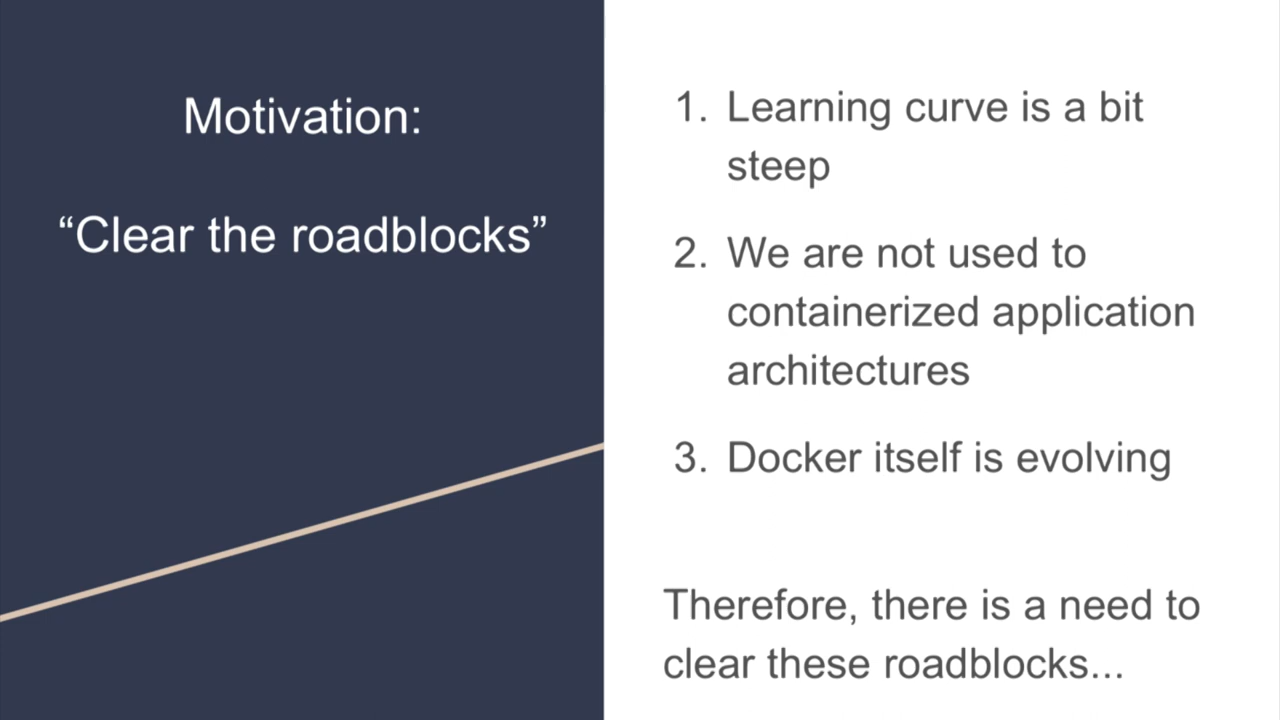 Motivation:
“Clear the roadblocks”
1. Learning curve is a bit
steep
2. We are not used to
containerized application
architectures
3. Docker itself is evolving
Therefore, there is a need to
clear these roadblocks...